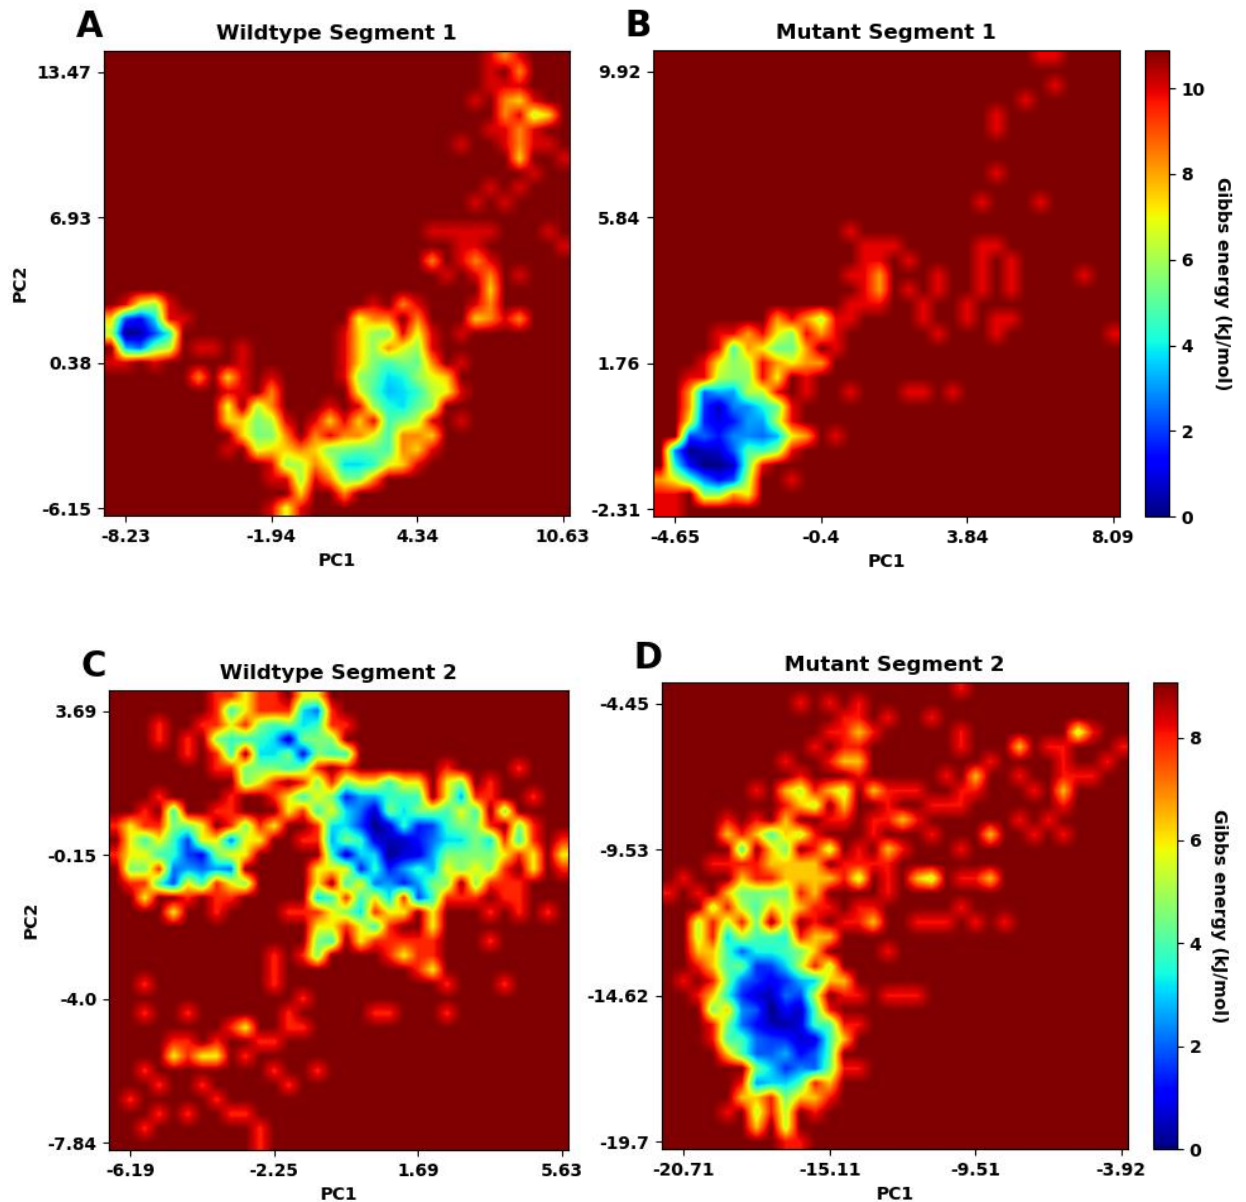 A
Wildtype Segment 1
B
Mutant Segment 1
13.47
6.93
0.38
-6.15
PC2
-8.23
-1.94
4.34
10.63
PC1
9.92
5.84
1.76
-2.31
-4.65
-0.4
3.84
8.09
PC1
10
8
6
4
2
0
Gibbs energy (kJ/mol)
C
Wildtype Segment 2
D
Mutant Segment 2
3.69
-0.15
-4.0
-7.84
PC2
-6.19
-2.25
1.69
5.63
PC1
-4.45
-9.53
-14.62
-19.7
-20.71
-15.11
-9.51
-3.92
PC1
8
6
4
2
0
Gibbs energy (kJ/mol)